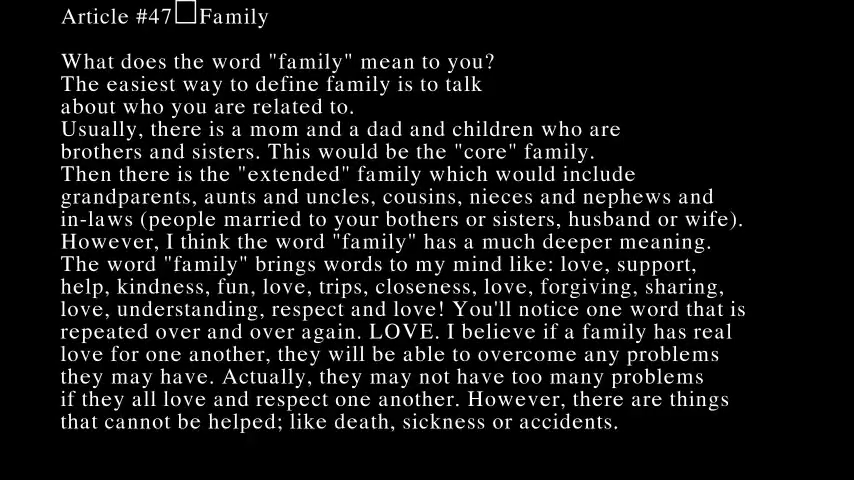 Article #47□Family
What does the word "family" mean to you?
The easiest way to define family is to talk
about who you are related to.
Usually, there is a mom and a dad and children who are
brothers and sisters. This would be the "core" family.
Then there is the "extended" family which would include
grandparents, aunts and uncles, cousins, nieces and nephews and
in-laws (people married to your bothers or sisters, husband or wife).
However, I think the word "family" has a much deeper meaning.
The word "family" brings words to my mind like: love, support,
help, kindness, fun, love, trips, closeness, love, forgiving, sharing,
love, understanding, respect and love! You'll notice one word that is
repeated over and over again. LOVE. I believe if a family has real
love for one another, they will be able to overcome any problems
they may have. Actually, they may not have too many problems
if they all love and respect one another. However, there are things
that cannot be helped; like death, sickness or accidents.